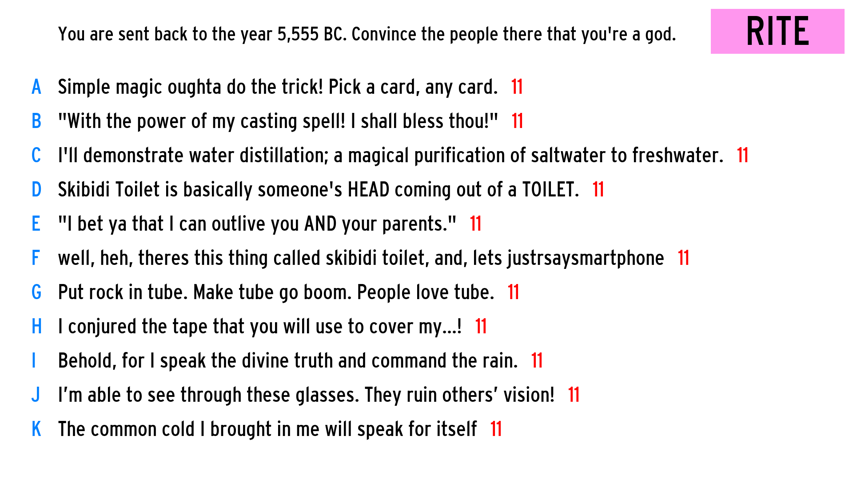 You are sent back to the year 5,555 BC. Convince the people there that you're a god.
RITE
A Simple magic oughta do the trick! Pick a card, any card. 11
B "With the power of my casting spell! I shall bless thou!" 11
C I'll demonstrate water distillation; a magical purification of saltwater to freshwater. 11
D Skibidi Toilet is basically someone's HEAD coming out of a TOILET. 11
E "I bet ya that I can outlive you AND your parents." 11
F well, heh, theres this thing called skibidi toilet, and, lets justrsaysmartphone 11
G Put rock in tube. Make tube go boom. People love tube. 11
H I conjured the tape that you will use to cover my...! 11
I Behold, for I speak the divine truth and command the rain. 11
J I’m able to see through these glasses. They ruin others’ vision! 11
K The common cold I brought in me will speak for itself 11